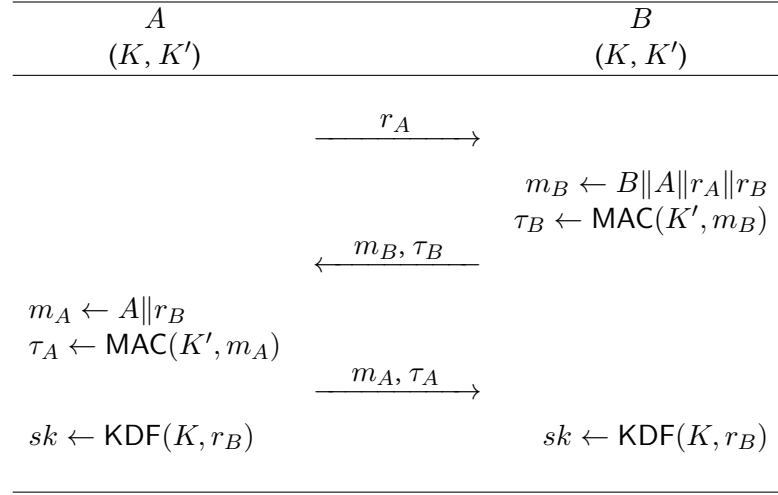 A B
(K, K′) (K, K′)
r_A
m_B ← B∥A∥r_A∥r_B
τ_B ← MAC(K′, m_B)
m_B, τ_B
m_A ← A∥r_B
τ_A ← MAC(K′, m_A)
m_A, τ_A
sk ← KDF(K, r_B) sk ← KDF(K, r_B)